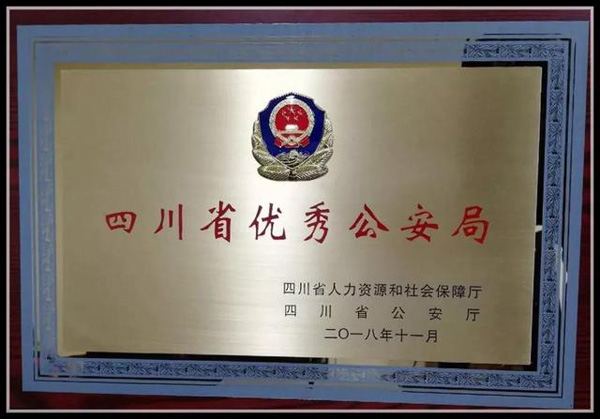 四川省优秀公安局
四川省人力资源和社会保障厅
四川省公安厅
二〇一八年十一月